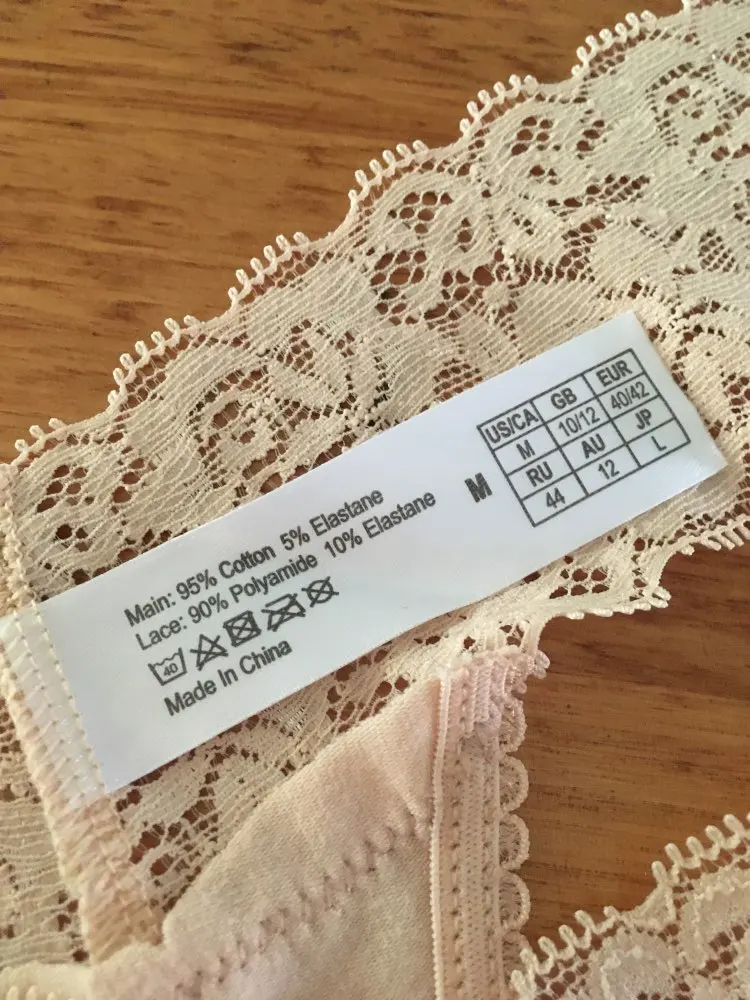 Main: 95% Cotton 5% Elastane
Lace: 90% Polyamide 10% Elastane
40
Made In China
M
US/CA GB EUR
M 10/12 40/42
RU AU JP
44 12 L